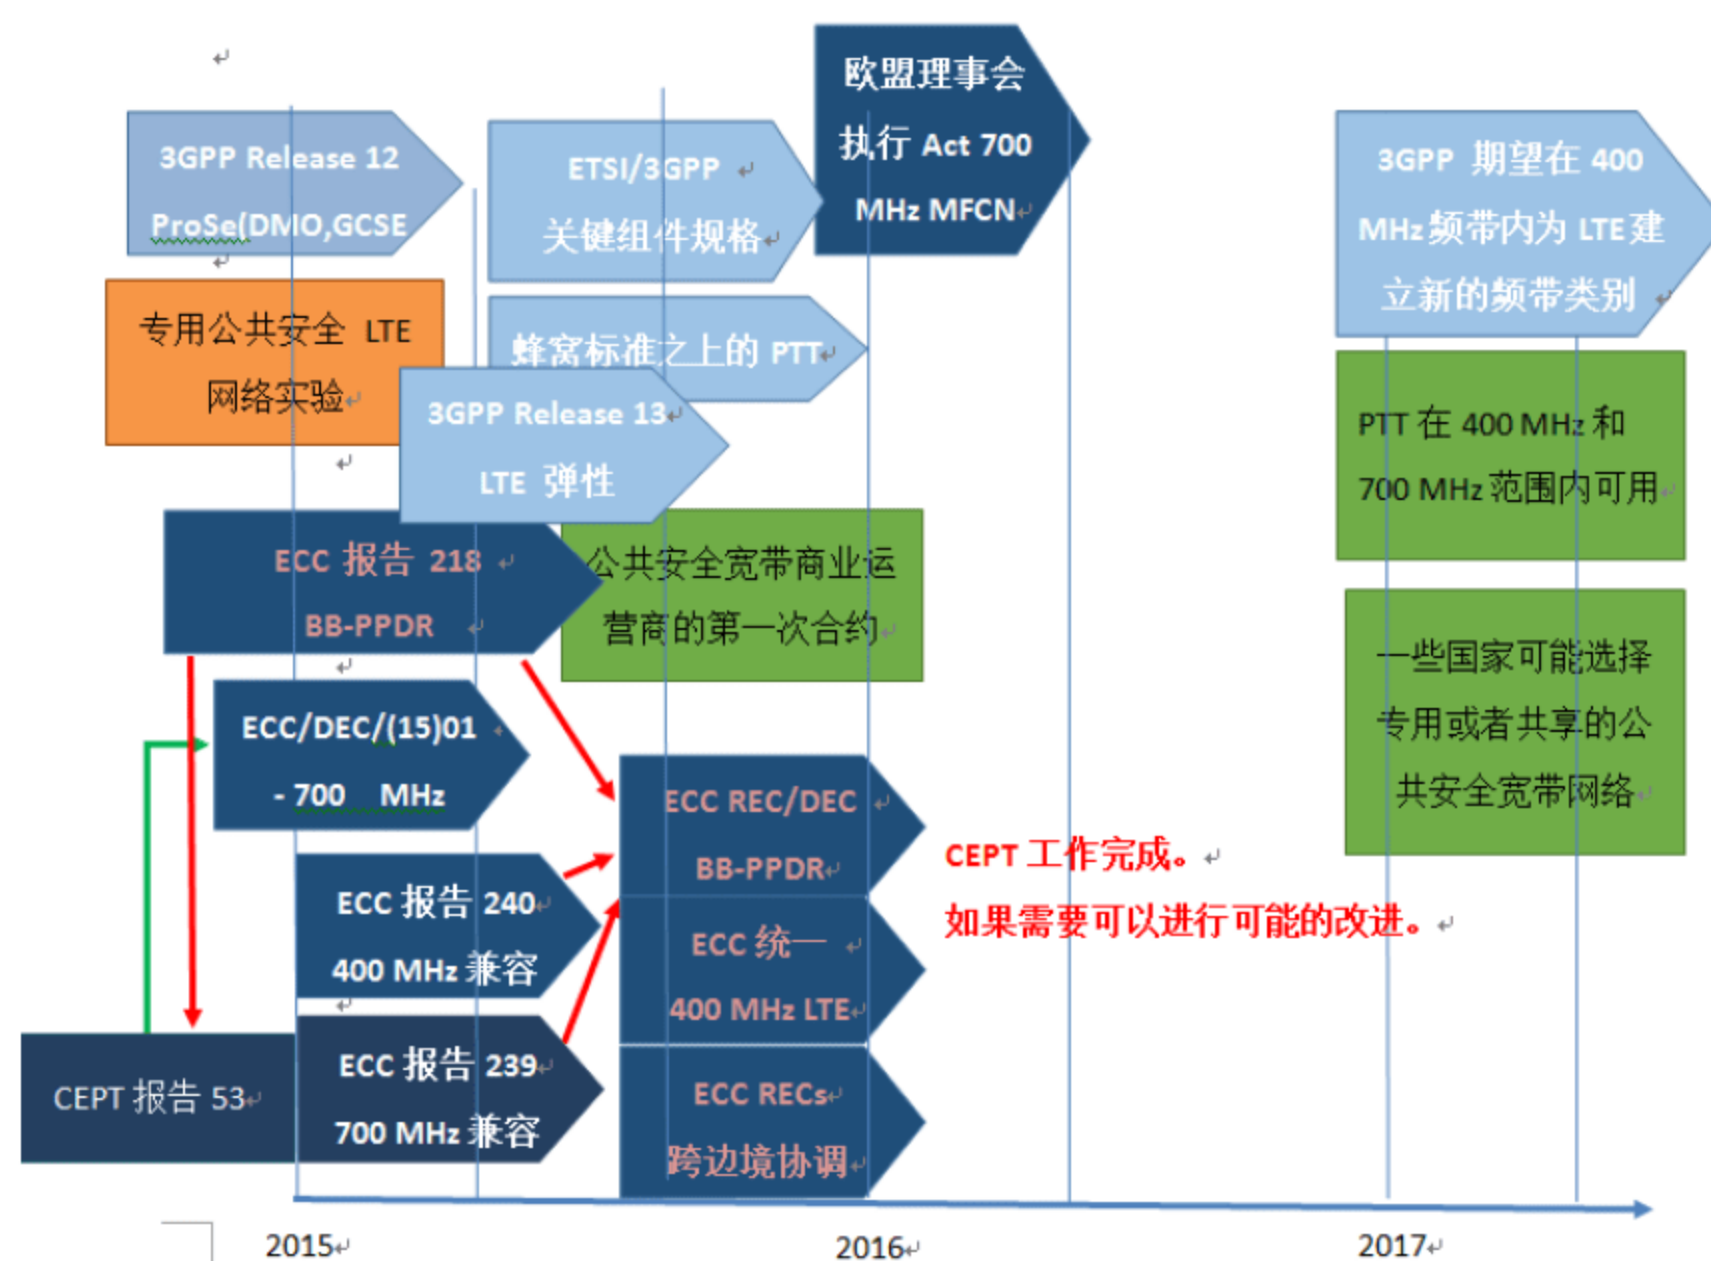 欧盟理事会
执行 Act 700
MHz MFCN
3GPP Release 12
ProSe(DMO,GCSE
ETSI/3GPP
关键组件规格
3GPP 期望在 400
MHz 频带内为 LTE 建
立新的频带类别
专用公共安全 LTE
网络实验
蜂窝标准之上的 PTT
3GPP Release 13
LTE 弹性
PTT 在 400 MHz 和
700 MHz 范围内可用
ECC 报告 218
BB-PPDR
公共安全宽带商业运
营商的第一次合约
一些国家可能选择
专用或者共享的公
共安全宽带网络
ECC/DEC/(15)01
- 700 MHz
ECC REC/DEC
BB-PPDR
CEPT 工作完成。
如果需要可以进行可能的改进。
ECC 报告 240
400 MHz 兼容
ECC 统一
400 MHz LTE
CEPT 报告 53
ECC 报告 239
700 MHz 兼容
ECC RECs
跨边境协调
2015
2016
2017